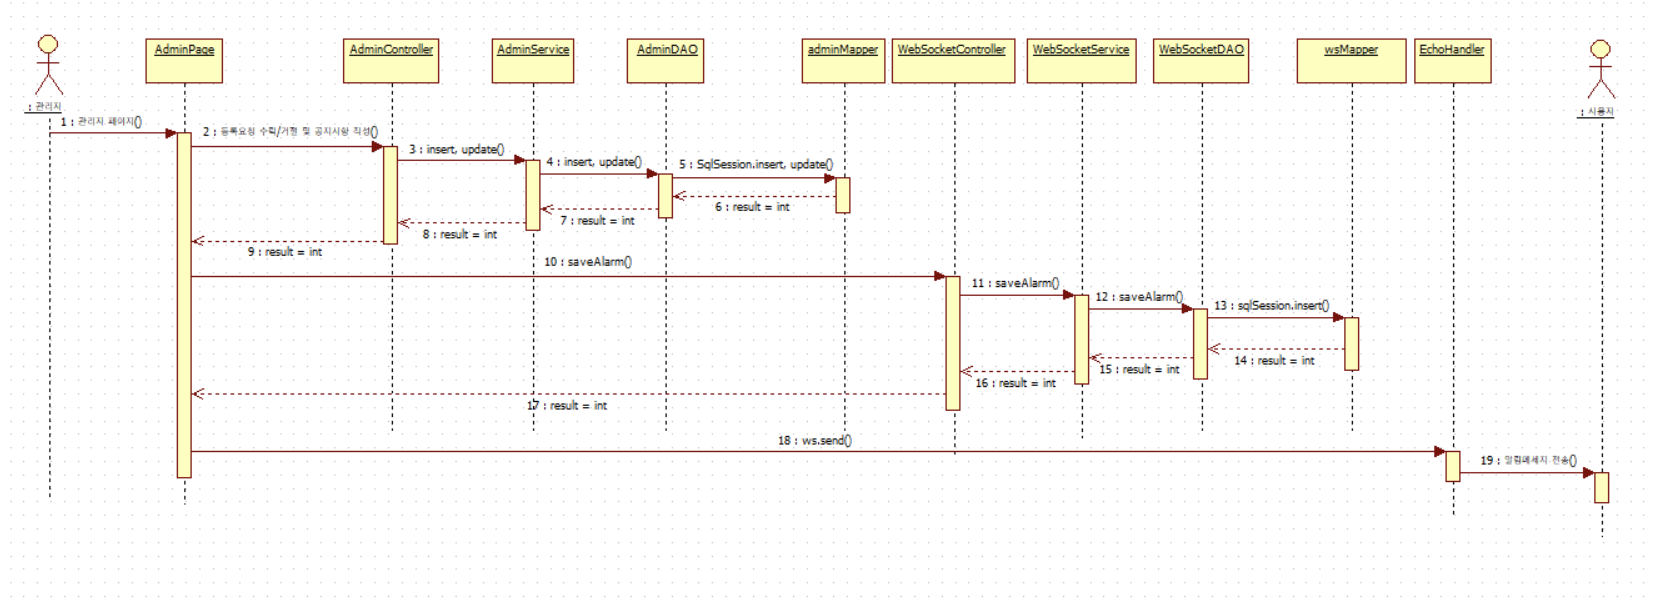 AdminPage
AdminController
AdminService
AdminDAO
adminMapper
WebSocketController
WebSocketService
WebSocketDAO
wsMapper
EchoHandler
: 관리자
: 사용자
1 : 관리자 페이지()
2 : 등록요청 수락/거절 및 공지사항 작성()
3 : insert, update()
4 : insert, update()
5 : SqlSession.insert, update()
6 : result = int
7 : result = int
8 : result = int
9 : result = int
10 : saveAlarm()
11 : saveAlarm()
12 : saveAlarm()
13 : sqlSession.insert()
14 : result = int
15 : result = int
16 : result = int
17 : result = int
18 : ws.send()
19 : 알림메세지 전송()